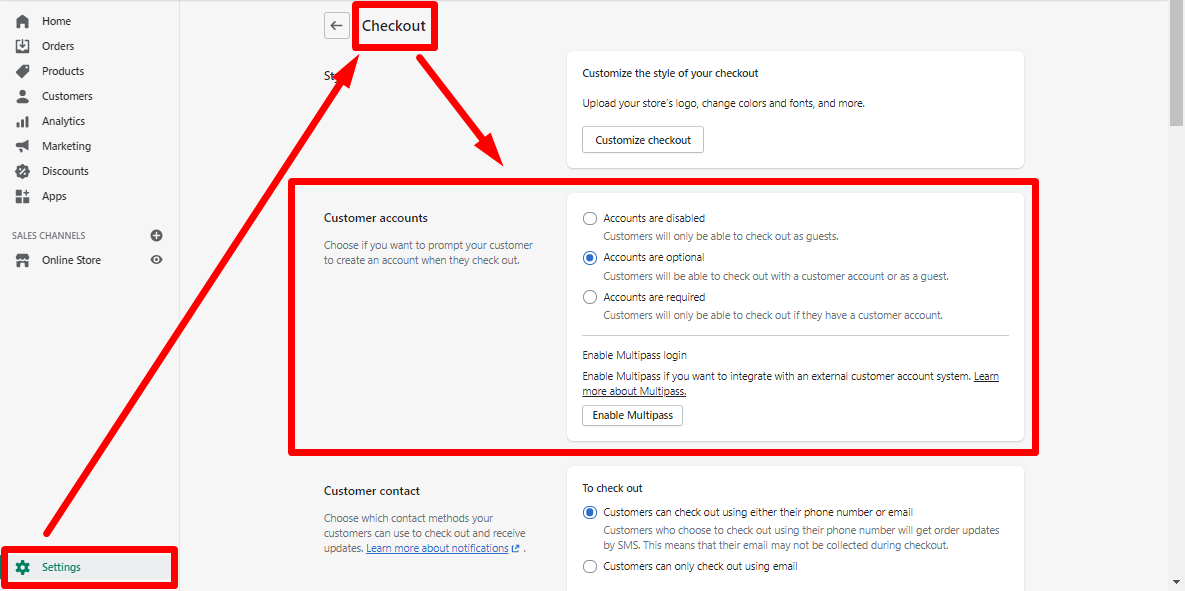 Home
Orders
Products
Customers
Analytics
Marketing
Discounts
Apps
SALES CHANNELS
Online Store
Settings
Checkout
Customize the style of your checkout
Upload your store's logo, change colors and fonts, and more.
Customize checkout
Customer accounts
Choose if you want to prompt your customer
to create an account when they check out.
Accounts are disabled
Customers will only be able to check out as guests.
Accounts are optional
Customers will be able to check out with a customer account or as a guest.
Accounts are required
Customers will only be able to check out if they have a customer account.
Enable Multipass login
Enable Multipass if you want to integrate with an external customer account system. Learn
more about Multipass.
Enable Multipass
Customer contact
Choose which contact methods your
customers can use to check out and receive
updates. Learn more about notifications .
To check out
Customers can check out using either their phone number or email
Customers who choose to check out using their phone number will get order updates
by SMS. This means that their email may not be collected during checkout.
Customers can only check out using email